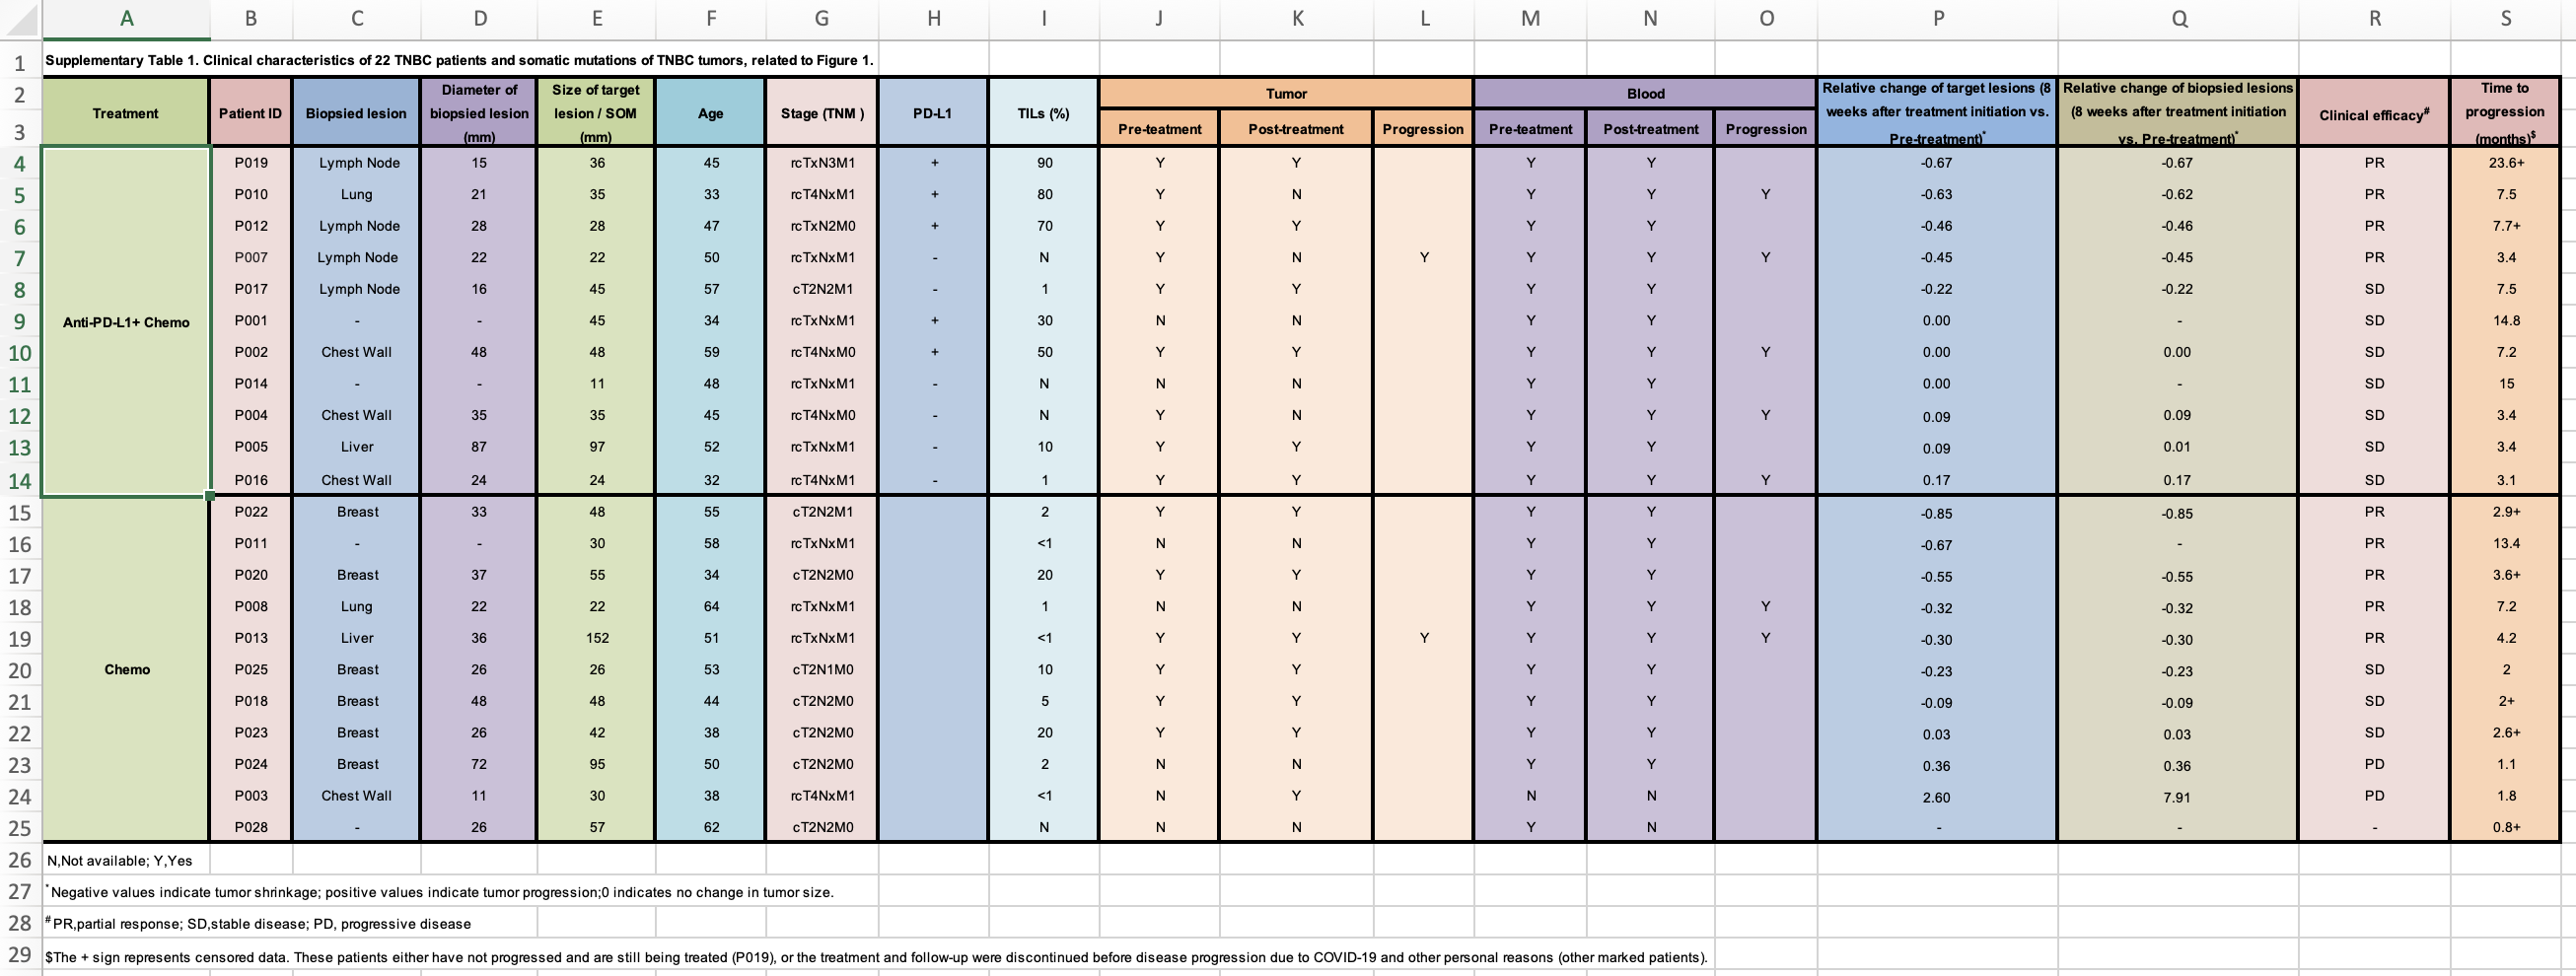 A B C D E F G H I J K L M N O P Q R S
1 Supplementary Table 1. Clinical characteristics of 22 TNBC patients and somatic mutations of TNBC tumors, related to Figure 1.
2 Treatment Patient ID Biopsied lesion Diameter of biopsied lesion (mm) Size of target lesion / SOM (mm) Age Stage (TNM ) PD-L1 TILs (%) Tumor Blood Relative change of target lesions (8 weeks after treatment initiation vs. Pre-treatment)* Relative change of biopsied lesions (8 weeks after treatment initiation vs. Pre-treatment)* Clinical efficacy# Time to progression (months)$
3 Pre-teatment Post-treatment Progression Pre-teatment Post-treatment Progression
Anti-PD-L1+ Chemo
4 P019 Lymph Node 15 36 45 rcTxN3M1 + 90 Y Y Y Y -0.67 -0.67 PR 23.6+
5 P010 Lung 21 35 33 rcT4NxM1 + 80 Y N Y Y Y -0.63 -0.62 PR 7.5
6 P012 Lymph Node 28 28 47 rcTxN2M0 + 70 Y Y Y Y -0.46 -0.46 PR 7.7+
7 P007 Lymph Node 22 22 50 rcTxNxM1 - N Y N Y Y Y Y -0.45 -0.45 PR 3.4
8 P017 Lymph Node 16 45 57 cT2N2M1 - 1 Y Y Y Y -0.22 -0.22 SD 7.5
9 P001 - - 45 34 rcTxNxM1 + 30 N N Y Y 0.00 - SD 14.8
10 P002 Chest Wall 48 48 59 rcT4NxM0 + 50 Y Y Y Y Y 0.00 0.00 SD 7.2
11 P014 - - 11 48 rcTxNxM1 - N N N Y Y 0.00 - SD 15
12 P004 Chest Wall 35 35 45 rcT4NxM0 - N Y N Y Y Y 0.09 0.09 SD 3.4
13 P005 Liver 87 97 52 rcTxNxM1 - 10 Y Y Y Y 0.09 0.01 SD 3.4
14 P016 Chest Wall 24 24 32 rcT4NxM1 - 1 Y Y Y Y Y 0.17 0.17 SD 3.1
Chemo
15 P022 Breast 33 48 55 cT2N2M1 2 Y Y Y Y -0.85 -0.85 PR 2.9+
16 P011 - - 30 58 rcTxNxM1 <1 N N Y Y -0.67 - PR 13.4
17 P020 Breast 37 55 34 cT2N2M0 20 Y Y Y Y -0.55 -0.55 PR 3.6+
18 P008 Lung 22 22 64 rcTxNxM1 1 N N Y Y Y -0.32 -0.32 PR 7.2
19 P013 Liver 36 152 51 rcTxNxM1 <1 Y Y Y Y Y Y -0.30 -0.30 PR 4.2
20 P025 Breast 26 26 53 cT2N1M0 10 Y Y Y Y -0.23 -0.23 SD 2
21 P018 Breast 48 48 44 cT2N2M0 5 Y Y Y Y -0.09 -0.09 SD 2+
22 P023 Breast 26 42 38 cT2N2M0 20 Y Y Y Y 0.03 0.03 SD 2.6+
23 P024 Breast 72 95 50 cT2N2M0 2 N N Y Y 0.36 0.36 PD 1.1
24 P003 Chest Wall 11 30 38 rcT4NxM1 <1 N Y N N 2.60 7.91 PD 1.8
25 P028 - 26 57 62 cT2N2M0 N N N Y N - - - 0.8+
26 N,Not available; Y,Yes
27 *Negative values indicate tumor shrinkage; positive values indicate tumor progression;0 indicates no change in tumor size.
28 #PR,partial response; SD,stable disease; PD, progressive disease
29 $The + sign represents censored data. These patients either have not progressed and are still being treated (P019), or the treatment and follow-up were discontinued before disease progression due to COVID-19 and other personal reasons (other marked patients).